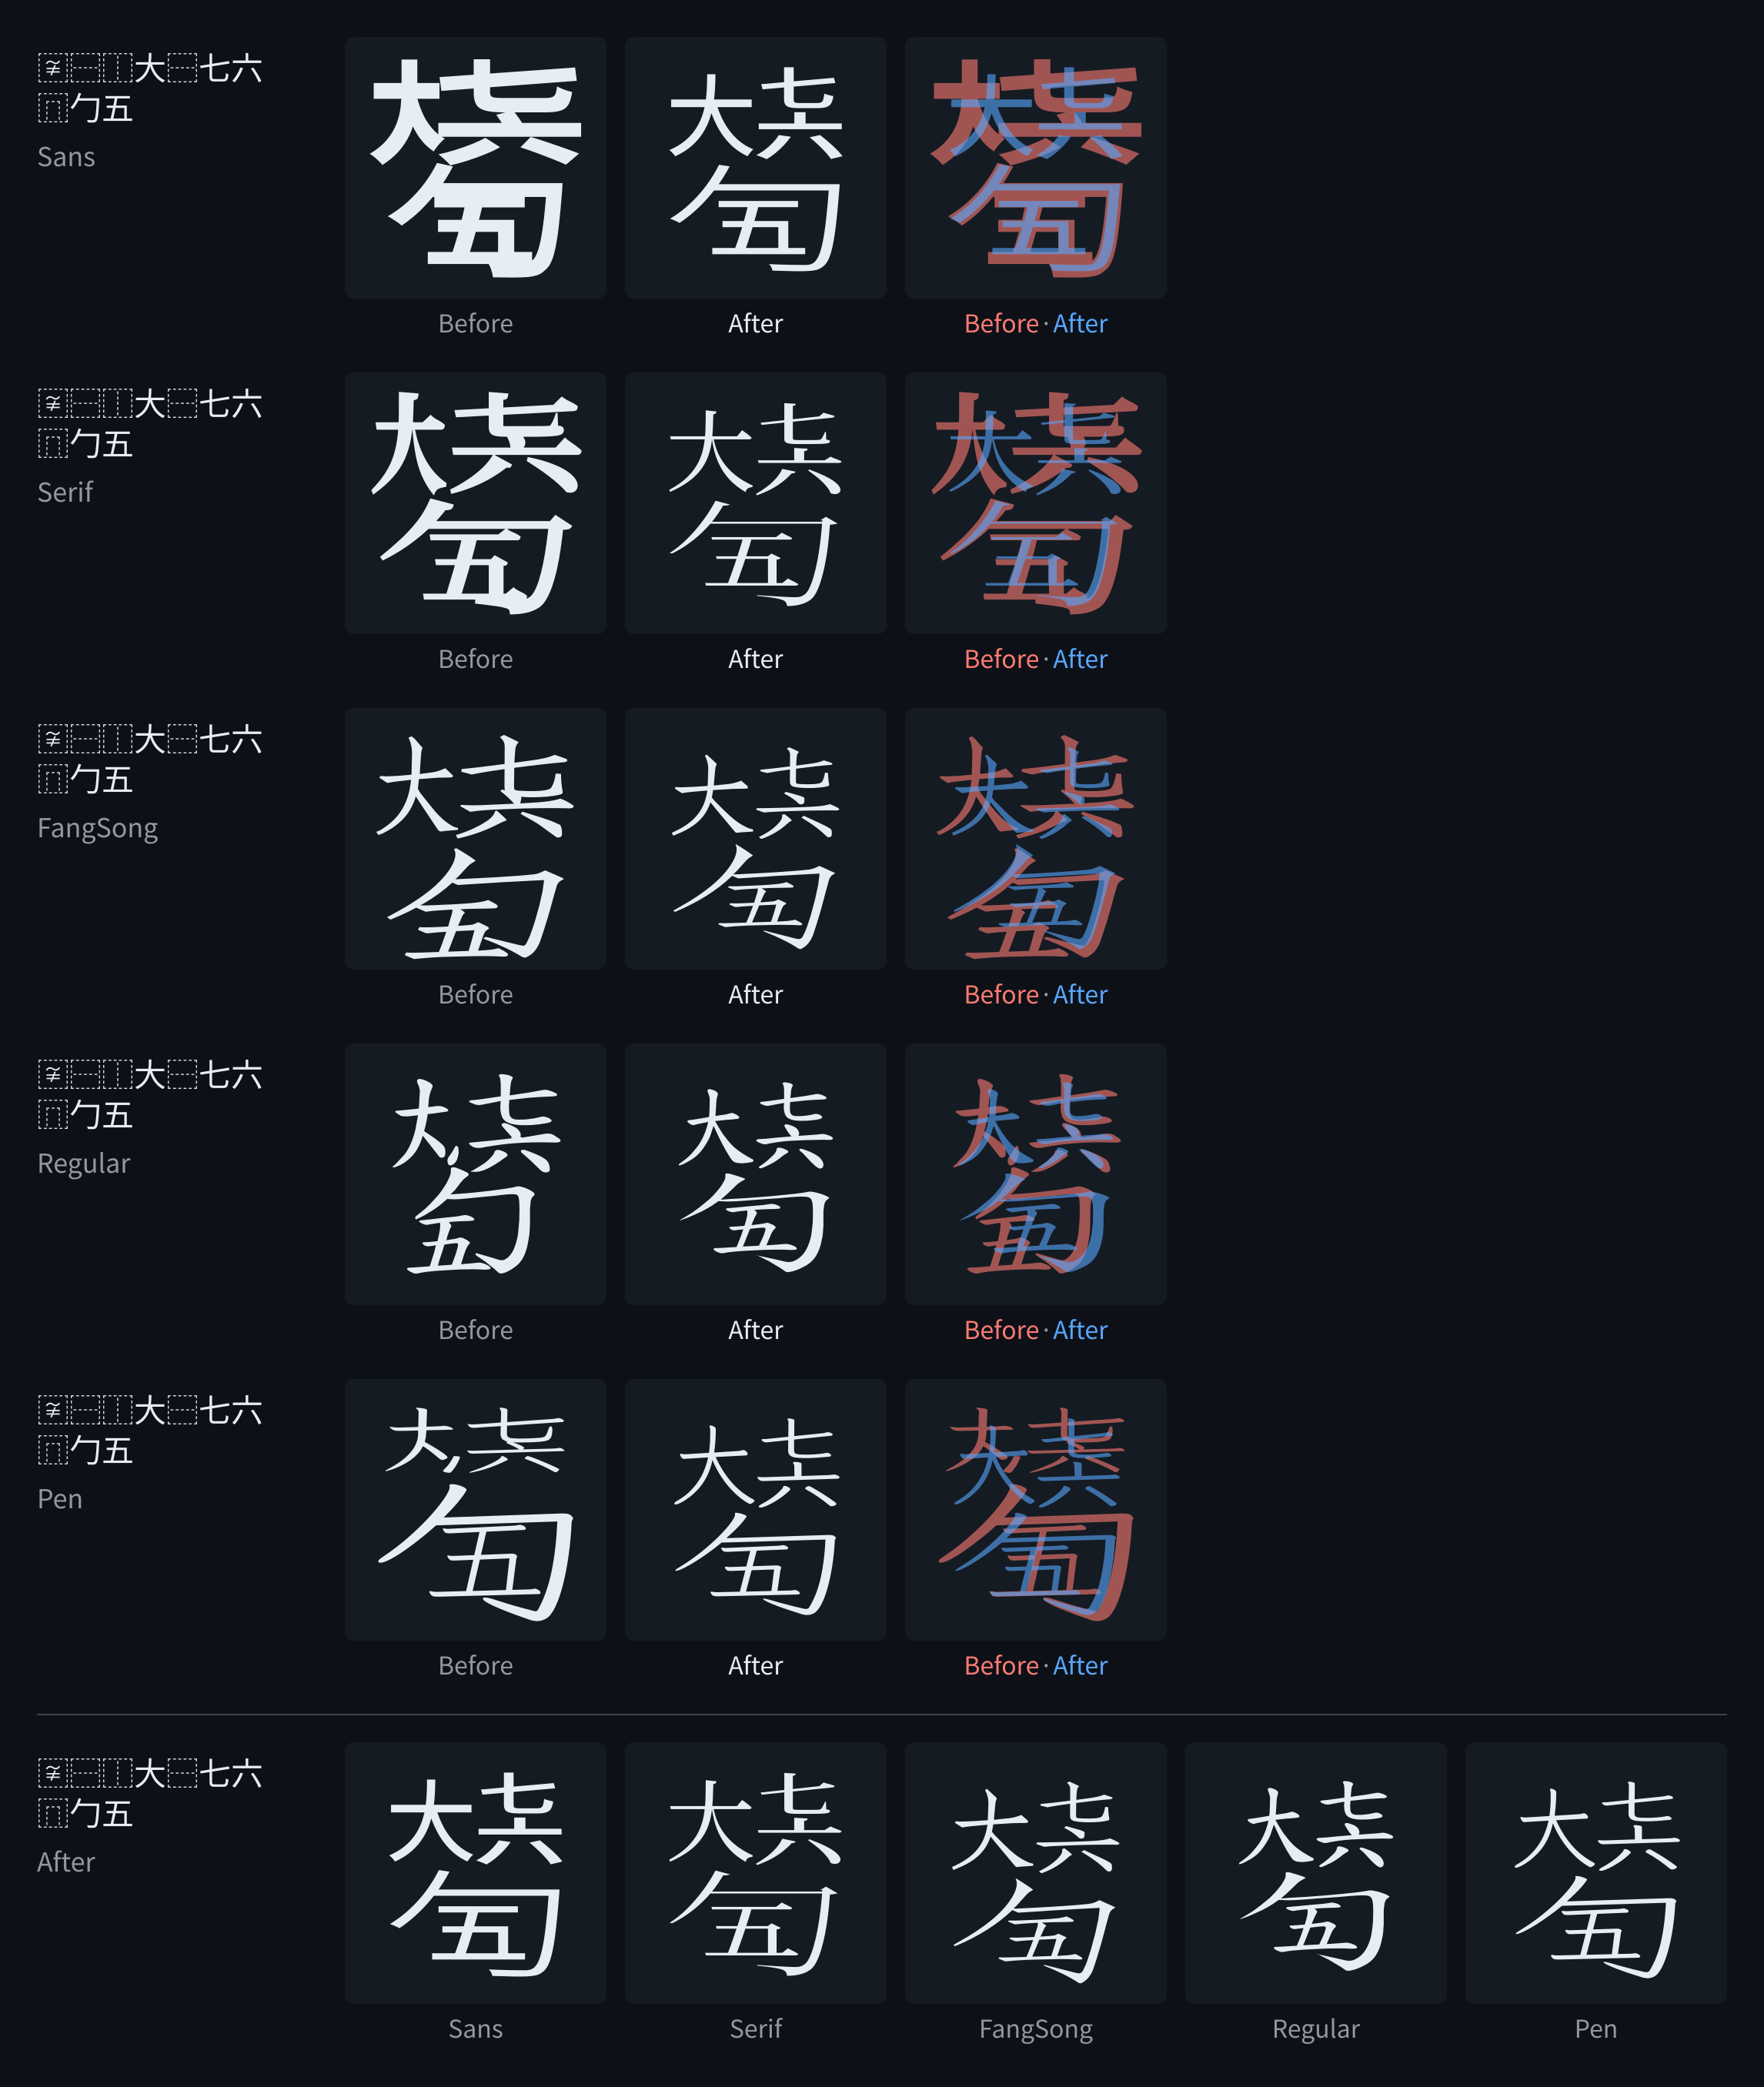 〾⿱⿰大⿱七六
⿵勹五
Sans
Before
After
Before · After
〾⿱⿰大⿱七六
⿵勹五
Serif
Before
After
Before · After
〾⿱⿰大⿱七六
⿵勹五
FangSong
Before
After
Before · After
〾⿱⿰大⿱七六
⿵勹五
Regular
Before
After
Before · After
〾⿱⿰大⿱七六
⿵勹五
Pen
Before
After
Before · After
〾⿱⿰大⿱七六
⿵勹五
After
Sans
Serif
FangSong
Regular
Pen